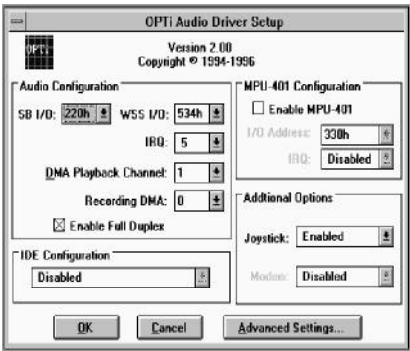 OPTi Audio Driver Setup
OPTi
Version 2.00
Copyright © 1994-1996
Audio Configuration
SB I/O: 220h WSS I/O: 534h
IRQ: 5
DMA Playback Channel: 1
Recording DMA: 0
Enable Full Duplex
IDE Configuration
Disabled
MPU-401 Configuration
Enable MPU-401
I/O Address: 330h
IRQ: Disabled
Addtional Options
Joystick: Enabled
Modem: Disabled
OK Cancel Advanced Settings...